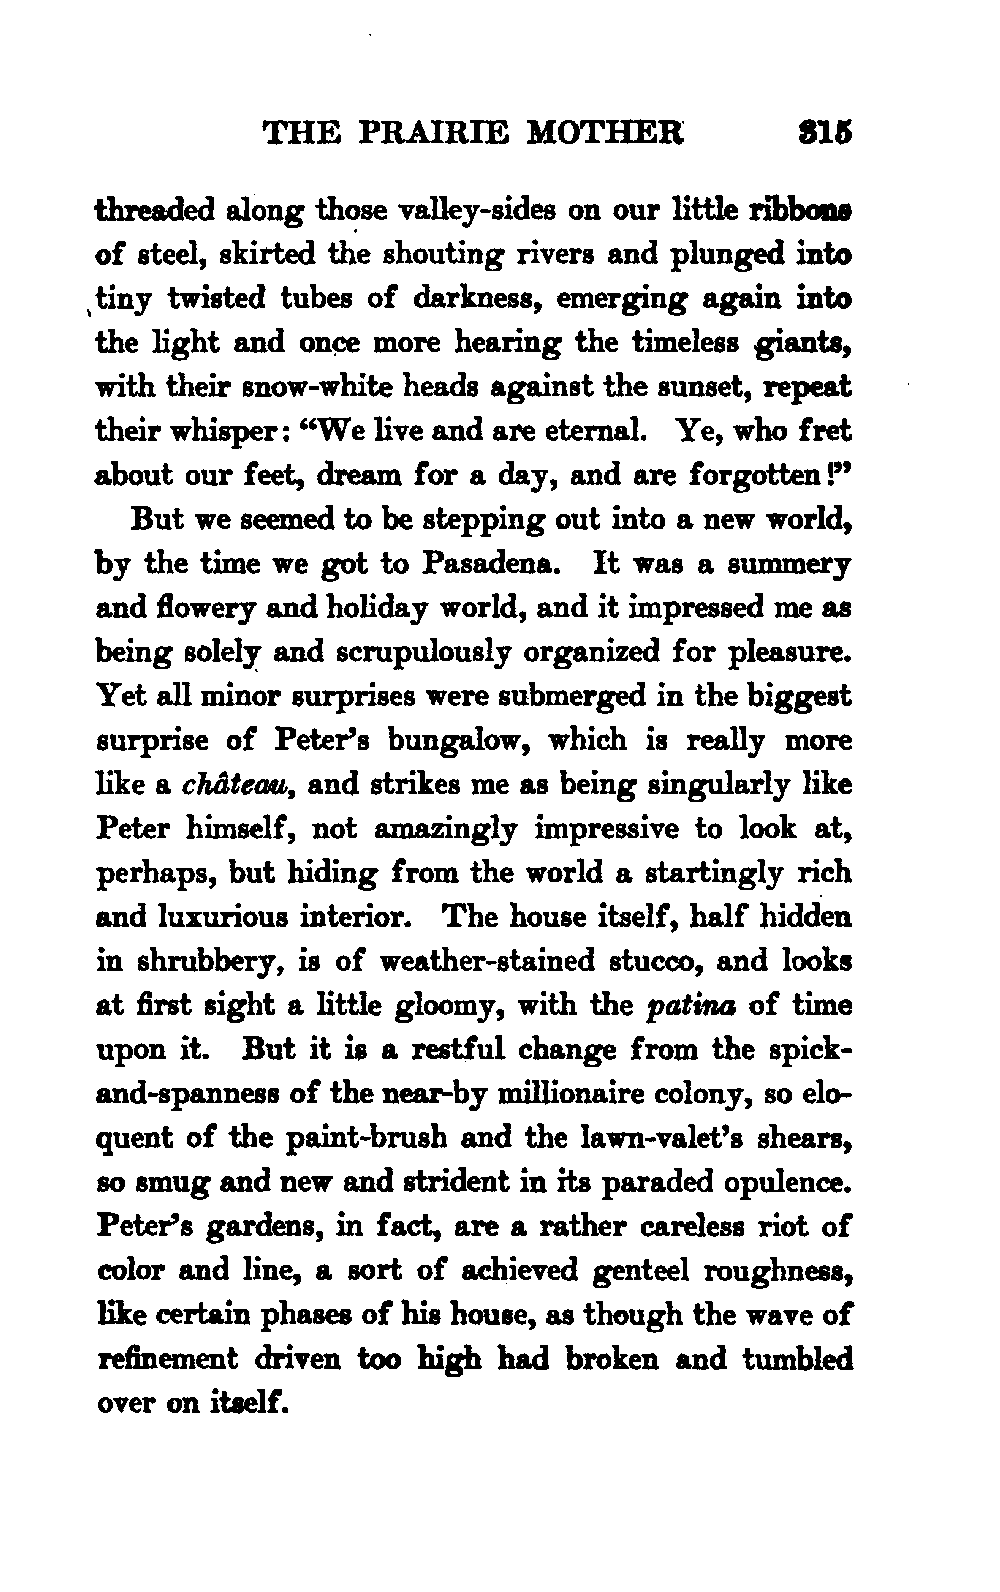 THE PRAIRIE MOTHER 315
threaded along those valley-sides on our little ribbons
of steel, skirted the shouting rivers and plunged into
tiny twisted tubes of darkness, emerging again into
the light and once more hearing the timeless giants,
with their snow-white heads against the sunset, repeat
their whisper: “We live and are eternal. Ye, who fret
about our feet, dream for a day, and are forgotten!”
But we seemed to be stepping out into a new world,
by the time we got to Pasadena. It was a summery
and flowery and holiday world, and it impressed me as
being solely and scrupulously organized for pleasure.
Yet all minor surprises were submerged in the biggest
surprise of Peter’s bungalow, which is really more
like a château, and strikes me as being singularly like
Peter himself, not amazingly impressive to look at,
perhaps, but hiding from the world a startingly rich
and luxurious interior. The house itself, half hidden
in shrubbery, is of weather-stained stucco, and looks
at first sight a little gloomy, with the patina of time
upon it. But it is a restful change from the spick-
and-spanness of the near-by millionaire colony, so elo-
quent of the paint-brush and the lawn-valet’s shears,
so smug and new and strident in its paraded opulence.
Peter’s gardens, in fact, are a rather careless riot of
color and line, a sort of achieved genteel roughness,
like certain phases of his house, as though the wave of
refinement driven too high had broken and tumbled
over on itself.